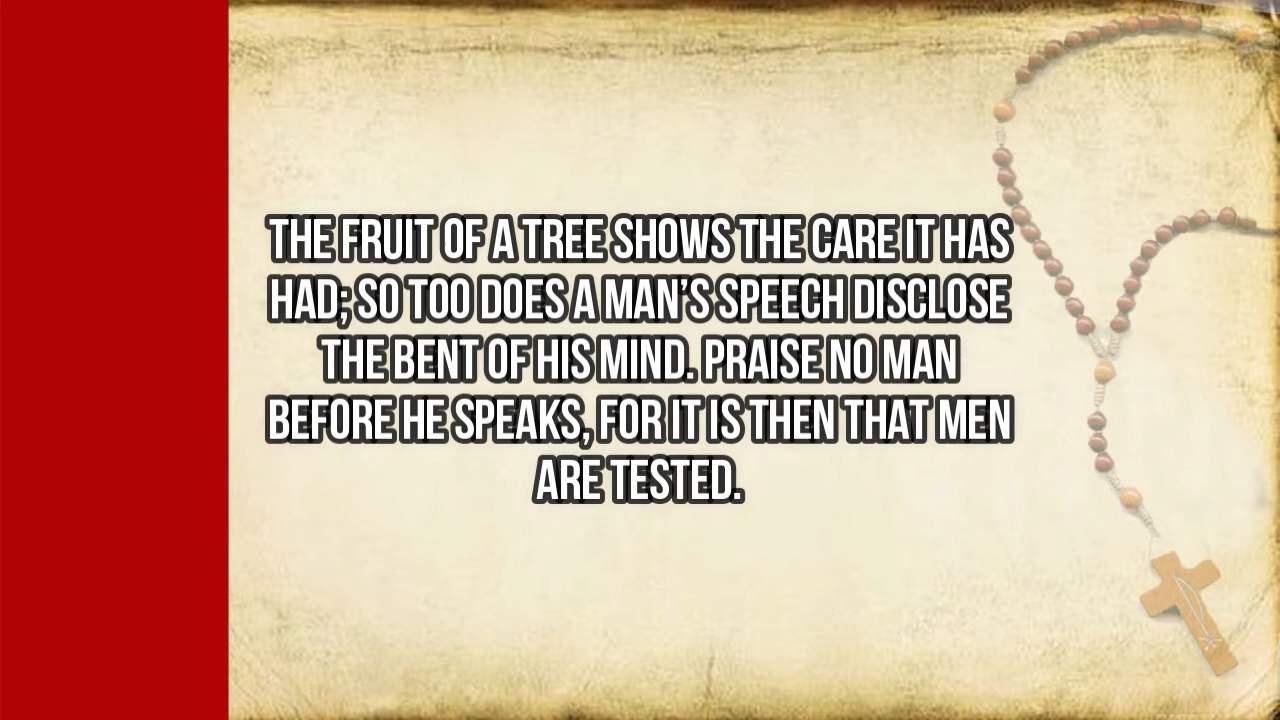 THE FRUIT OF A TREE SHOWS THE CARE IT HAS
HAD; SO TOO DOES A MAN'S SPEECH DISCLOSE
THE BENT OF HIS MIND. PRAISE NO MAN
BEFORE HE SPEAKS, FOR IT IS THEN THAT MEN
ARE TESTED.